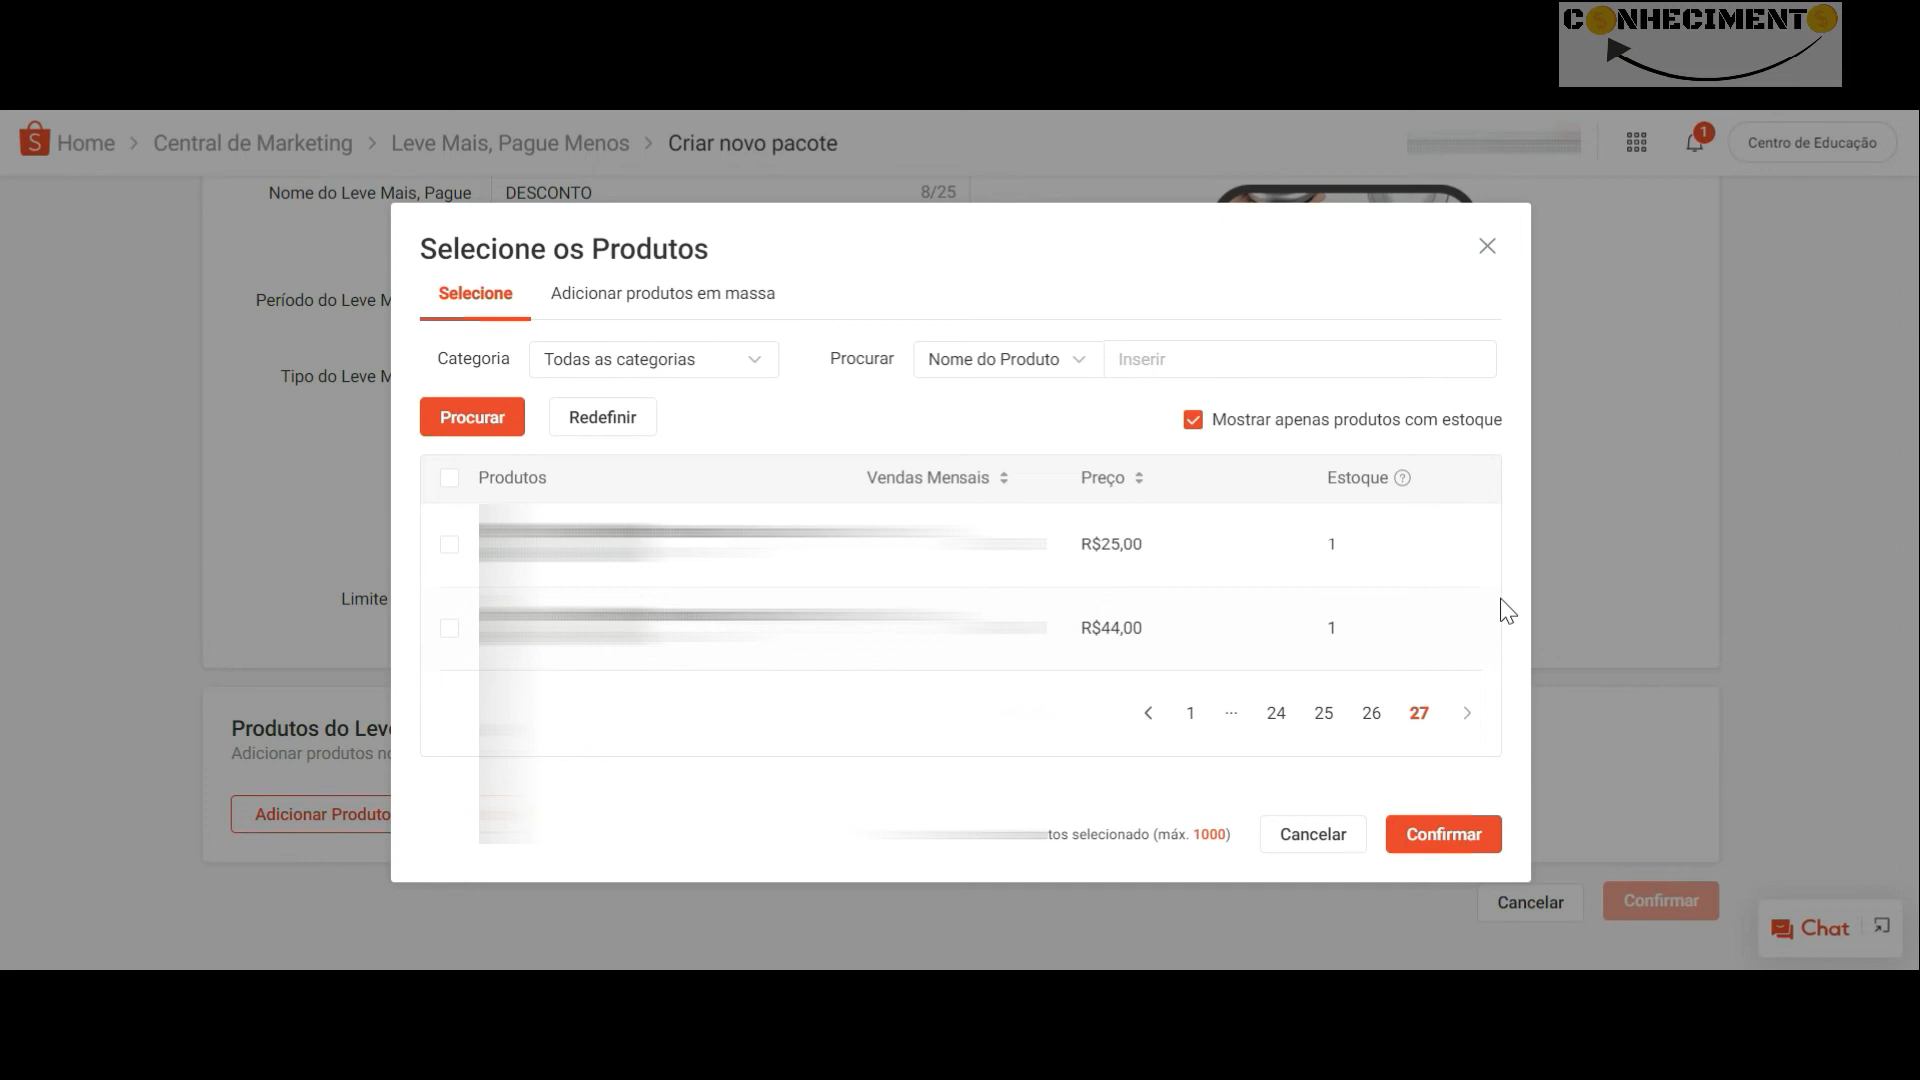 CONHECIMENTO
Home > Central de Marketing > Leve Mais, Pague Menos > Criar novo pacote
1
Centro de Educação
Nome do Leve Mais, Pague
DESCONTO
8/25
Selecione os Produtos
Selecione
Adicionar produtos em massa
Período do Leve M
Categoria
Todas as categorias
Procurar
Nome do Produto
Inserir
Tipo do Leve M
Procurar
Redefinir
Mostrar apenas produtos com estoque
Produtos
Vendas Mensais
Preço
Estoque
R$25,00
1
Limite
R$44,00
1
1 ... 24 25 26 27
Produtos do Lev
Adicionar produtos no
Adicionar Produto
tos selecionado (máx. 1000)
Cancelar
Confirmar
Cancelar
Confirmar
Chat